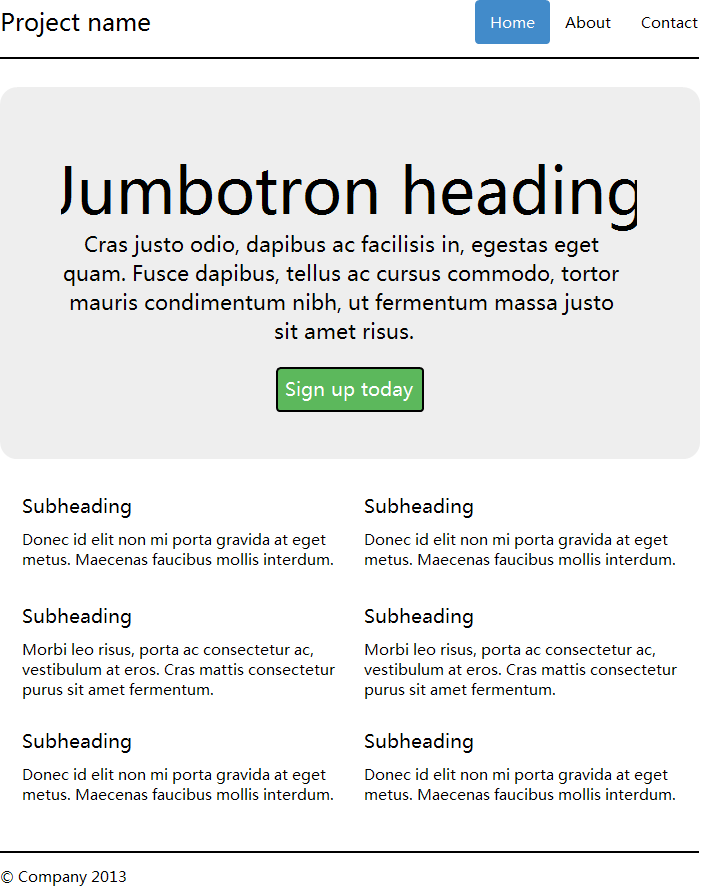 Project name
Home
About
Contact
Jumbotron heading
Cras justo odio, dapibus ac facilisis in, egestas eget
quam. Fusce dapibus, tellus ac cursus commodo, tortor
mauris condimentum nibh, ut fermentum massa justo
sit amet risus.
Sign up today
Subheading
Donec id elit non mi porta gravida at eget
metus. Maecenas faucibus mollis interdum.
Subheading
Donec id elit non mi porta gravida at eget
metus. Maecenas faucibus mollis interdum.
Subheading
Morbi leo risus, porta ac consectetur ac,
vestibulum at eros. Cras mattis consectetur
purus sit amet fermentum.
Subheading
Morbi leo risus, porta ac consectetur ac,
vestibulum at eros. Cras mattis consectetur
purus sit amet fermentum.
Subheading
Donec id elit non mi porta gravida at eget
metus. Maecenas faucibus mollis interdum.
Subheading
Donec id elit non mi porta gravida at eget
metus. Maecenas faucibus mollis interdum.
© Company 2013